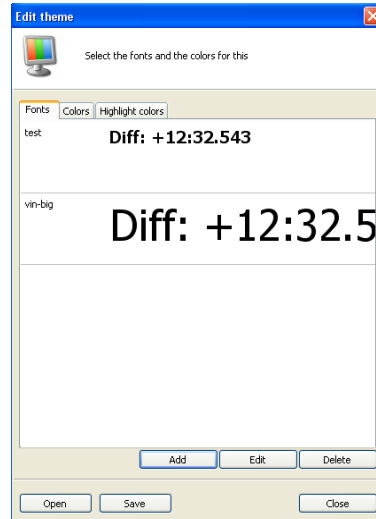 Edit theme
Select the fonts and the colors for this
Fonts Colors Highlight colors
test Diff: +12:32.543
vin-big Diff: +12:32.5
Add Edit Delete
Open Save Close